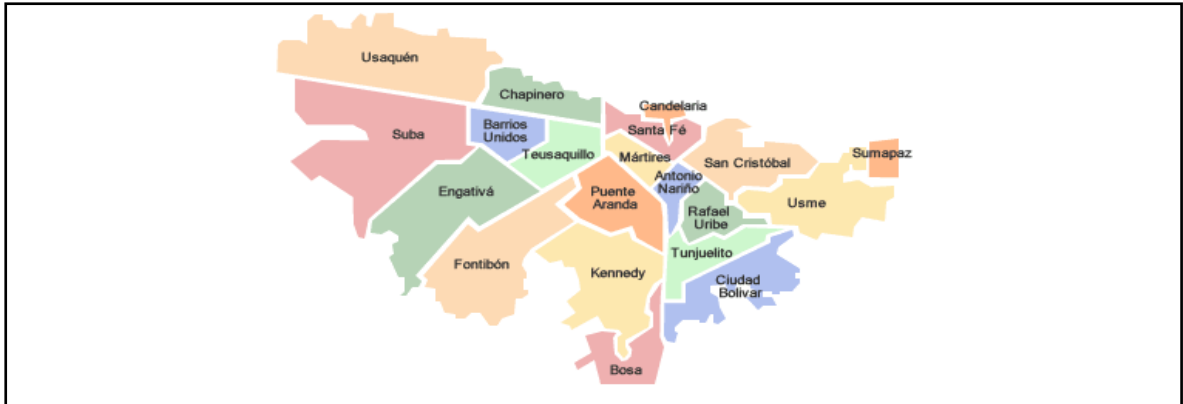 Usaquén
Chapinero
Candelaria
Suba
Barrios
Unidos
Santa Fé
Teusaquillo
Mártires
San Cristóbal
Sumapaz
Engativá
Antonio
Nariño
Puente
Aranda
Usme
Rafael
Uribe
Fontibón
Kennedy
Tunjuelito
Ciudad
Bolivar
Bosa